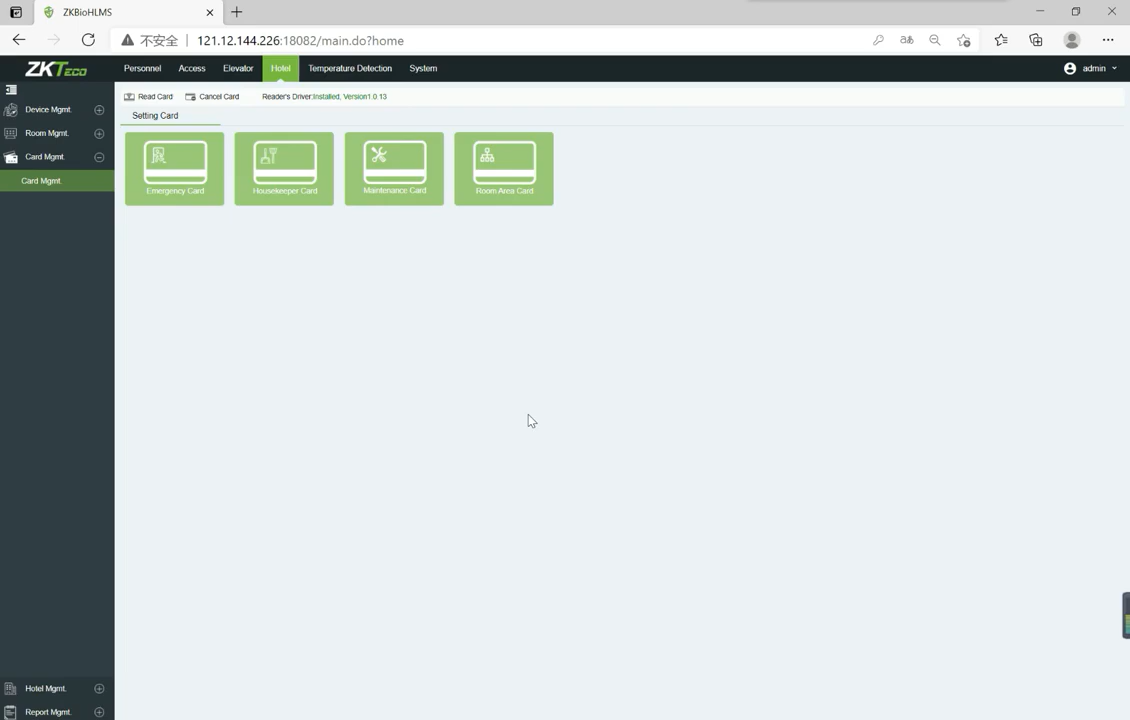 ZKBioHLMS
不安全 121.12.144.226:18082/main.do?home
ZKTeco Personnel Access Elevator Hotel Temperature Detection System admin
Read Card Cancel Card Reader's Driver:Installed, Version1.0.13
Device Mgmt.
Setting Card
Room Mgmt.
Card Mgmt.
Card Mgmt.
Emergency Card Housekeeper Card Maintenance Card Room Area Card
Hotel Mgmt.
Report Mgmt.